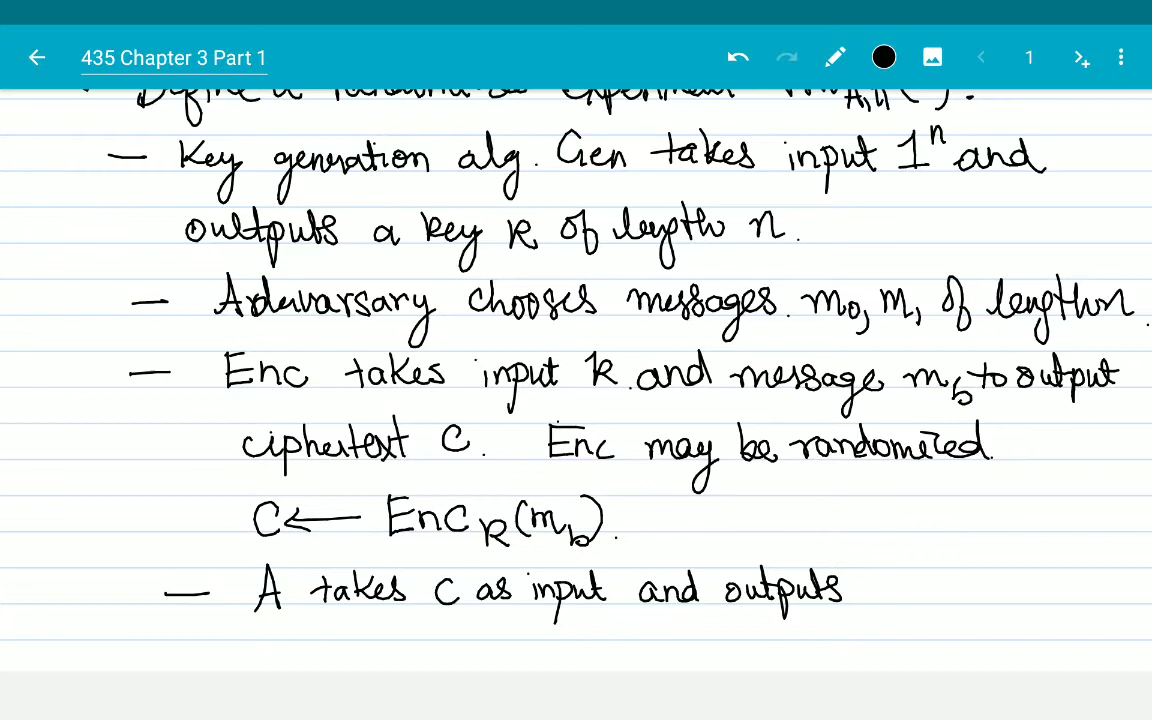 435 Chapter 3 Part 1
1
experiment
- Key generation alg. Gen takes input 1^n and
outputs a key k of length n.
- Adversary chooses messages m0, m1 of length n.
- Enc takes input k and message m_b to output
ciphertext C. Enc may be randomized.
C ← Enc_k(m_b).
- A takes C as input and outputs